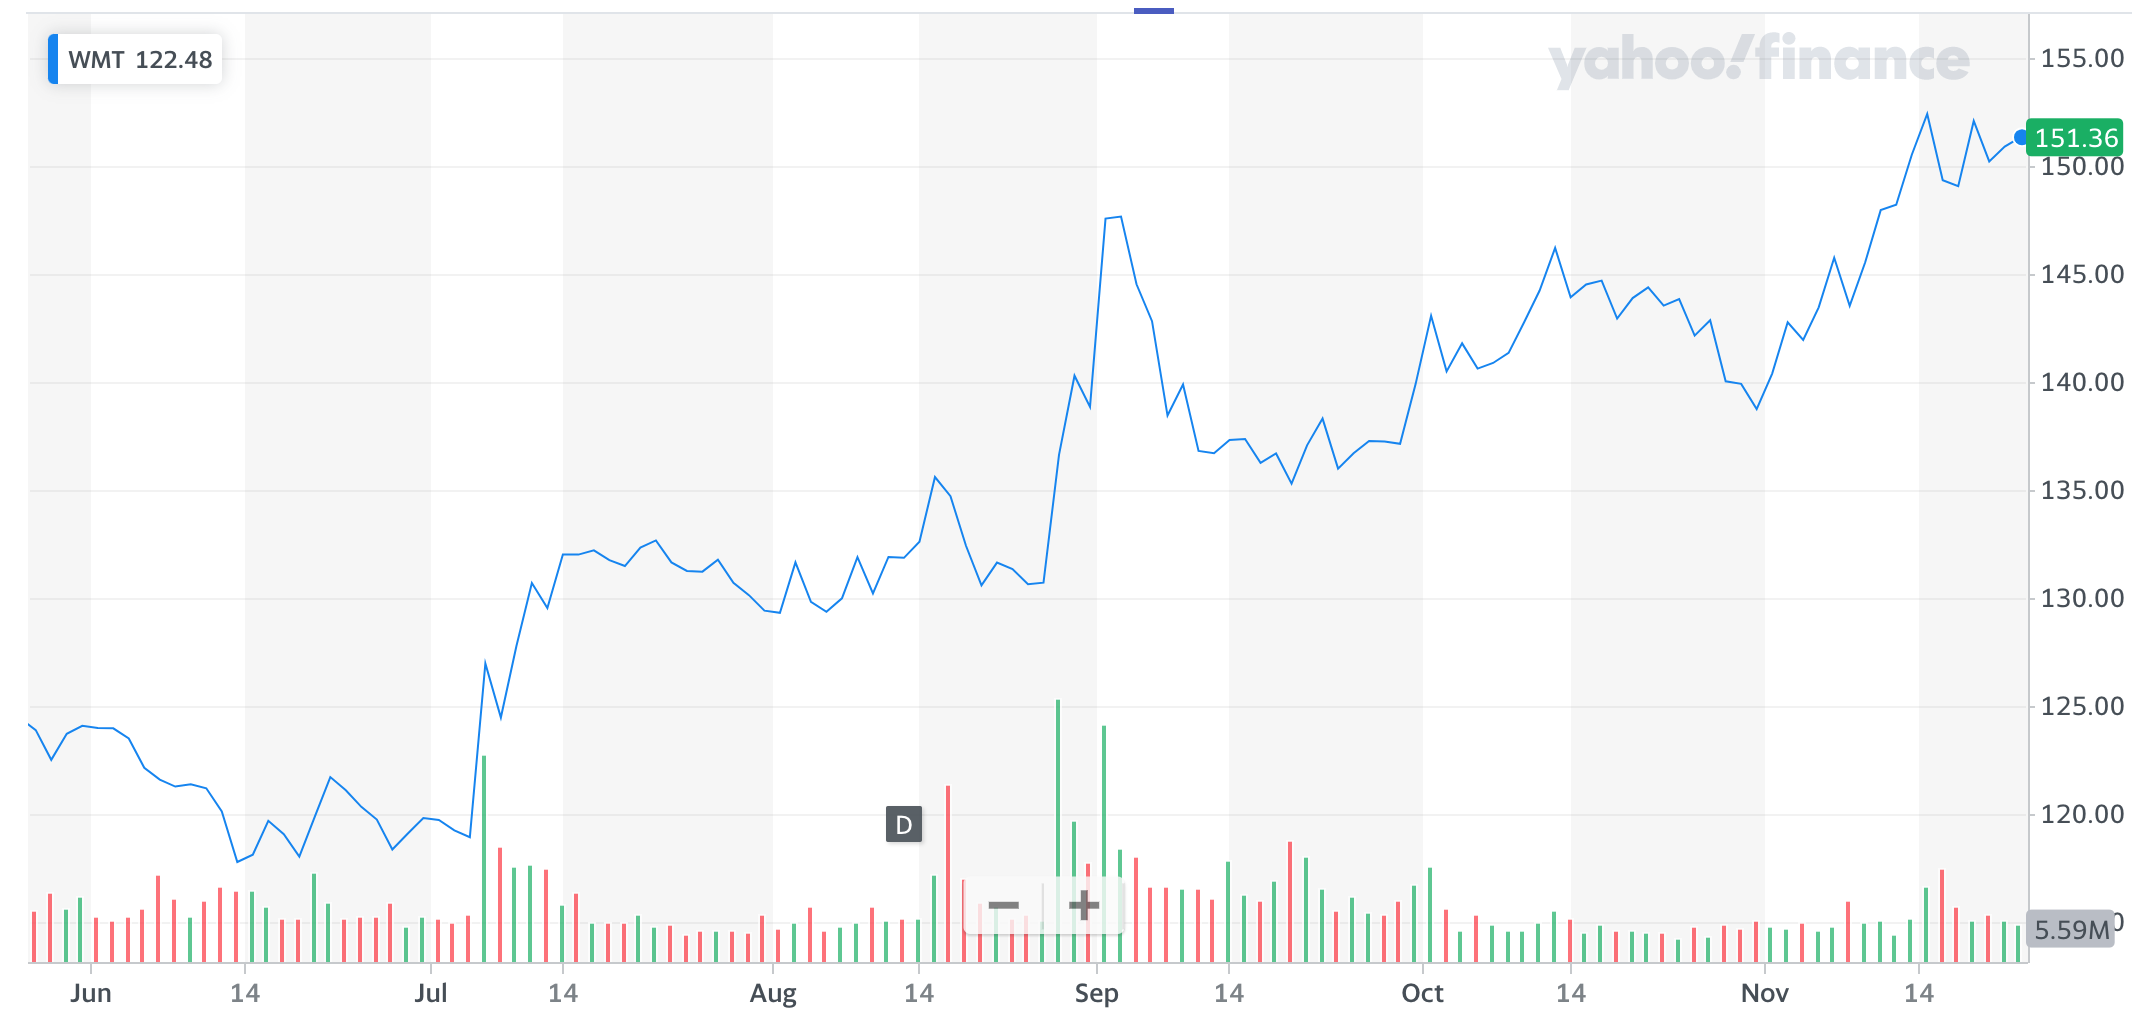 WMT 122.48
yahoo!finance
155.00
151.36
150.00
145.00
140.00
135.00
130.00
125.00
120.00
D
5.59M
Jun 14 Jul 14 Aug 14 Sep 14 Oct 14 Nov 14